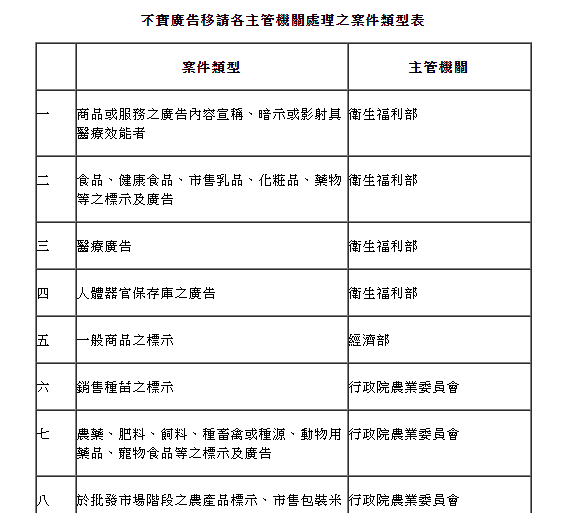 不實廣告移請各主管機關處理之案件類型表
案件類型 主管機關
一 商品或服務之廣告內容宣稱、暗示或影射具 衛生福利部
醫療效能者
二 食品、健康食品、市售乳品、化粧品、藥物 衛生福利部
等之標示及廣告
三 醫療廣告 衛生福利部
四 人體器官保存庫之廣告 衛生福利部
五 一般商品之標示 經濟部
六 銷售種苗之標示 行政院農業委員會
七 農藥、肥料、飼料、種畜禽或種源、動物用 行政院農業委員會
藥品、寵物食品等之標示及廣告
八 於批發市場階段之農產品標示、市售包裝米 行政院農業委員會